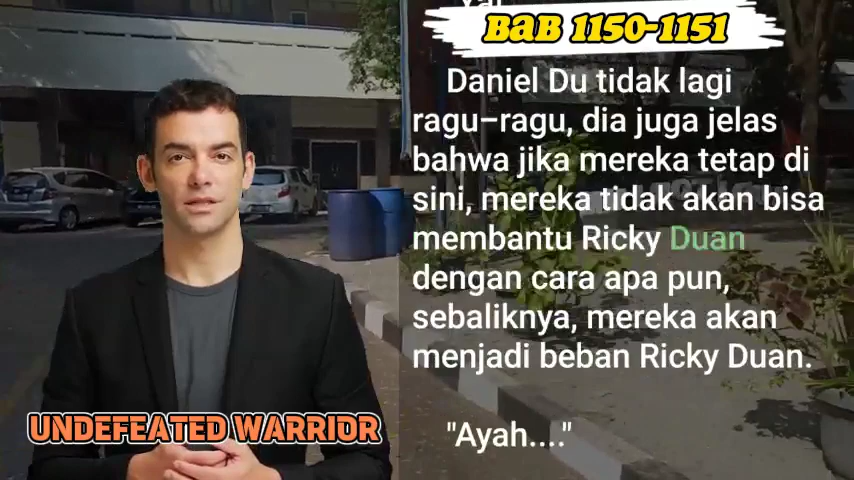 BAB 1150-1151
Daniel Du tidak lagi
ragu–ragu, dia juga jelas
bahwa jika mereka tetap di
sini, mereka tidak akan bisa
membantu Ricky Duan
dengan cara apa pun,
sebaliknya, mereka akan
menjadi beban Ricky Duan.
"Ayah...."
UNDEFEATED WARRIOR